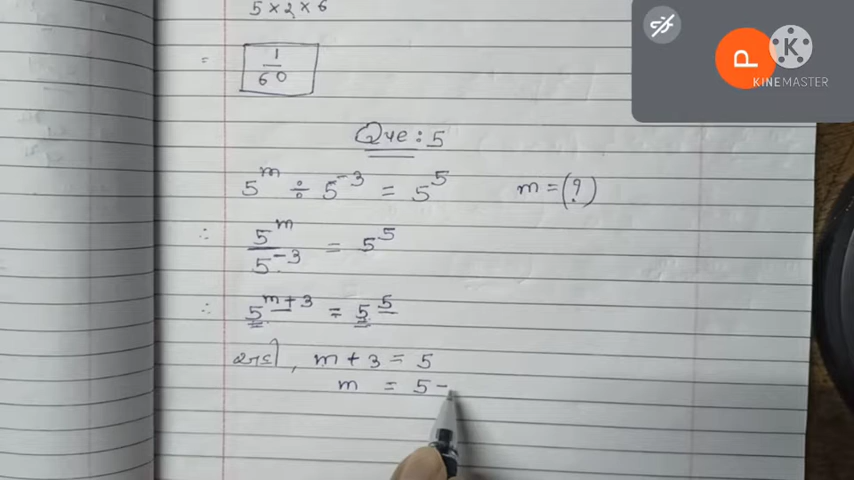 5 × 2 × 6
= 1/60
Que : 5
5^m ÷ 5^-3 = 5^5 m = (?)
∴ 5^m / 5^-3 = 5^5
∴ 5^m+3 = 5^5
, m + 3 = 5
m = 5 -
P K
KINEMASTER